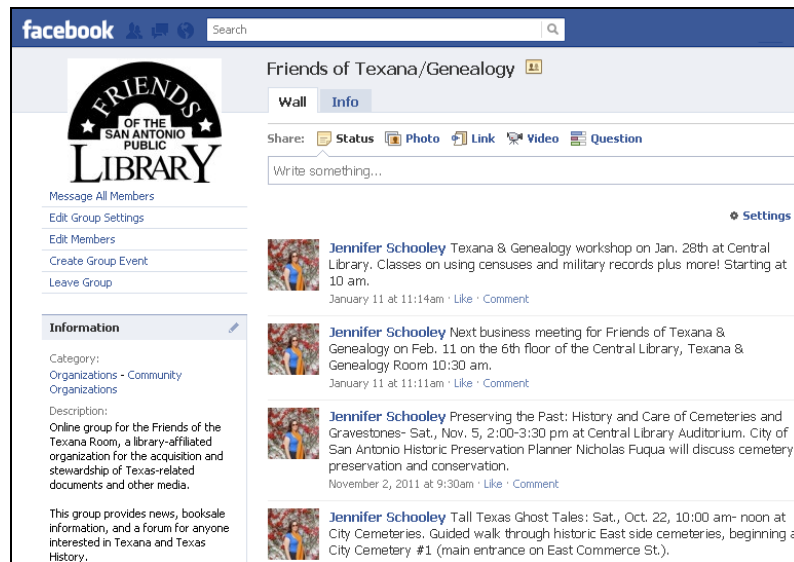 facebook
Search
FRIENDS
OF THE
SAN ANTONIO
PUBLIC
LIBRARY
Message All Members
Edit Group Settings
Edit Members
Create Group Event
Leave Group
Information
Category:
Organizations - Community
Organizations
Description:
Online group for the Friends of the
Texana Room, a library-affiliated
organization for the acquisition and
stewardship of Texas-related
documents and other media.
This group provides news, booksale
information, and a forum for anyone
interested in Texana and Texas
History.
Friends of Texana/Genealogy
Wall Info
Share: Status Photo Link Video Question
Write something...
Settings
Jennifer Schooley Texana & Genealogy workshop on Jan. 28th at Central
Library. Classes on using censuses and military records plus more! Starting at
10 am.
January 11 at 11:14am · Like · Comment
Jennifer Schooley Next business meeting for Friends of Texana &
Genealogy on Feb. 11 on the 6th floor of the Central Library, Texana &
Genealogy Room 10:30 am.
January 11 at 11:11am · Like · Comment
Jennifer Schooley Preserving the Past: History and Care of Cemeteries and
Gravestones- Sat., Nov. 5, 2:00-3:30 pm at Central Library Auditorium. City of
San Antonio Historic Preservation Planner Nicholas Fuqua will discuss cemetery
preservation and conservation.
November 2, 2011 at 9:30am · Like · Comment
Jennifer Schooley Tall Texas Ghost Tales: Sat., Oct. 22, 10:00 am- noon at
City Cemeteries. Guided walk through historic East side cemeteries, beginning
City Cemetery #1 (main entrance on East Commerce St.).